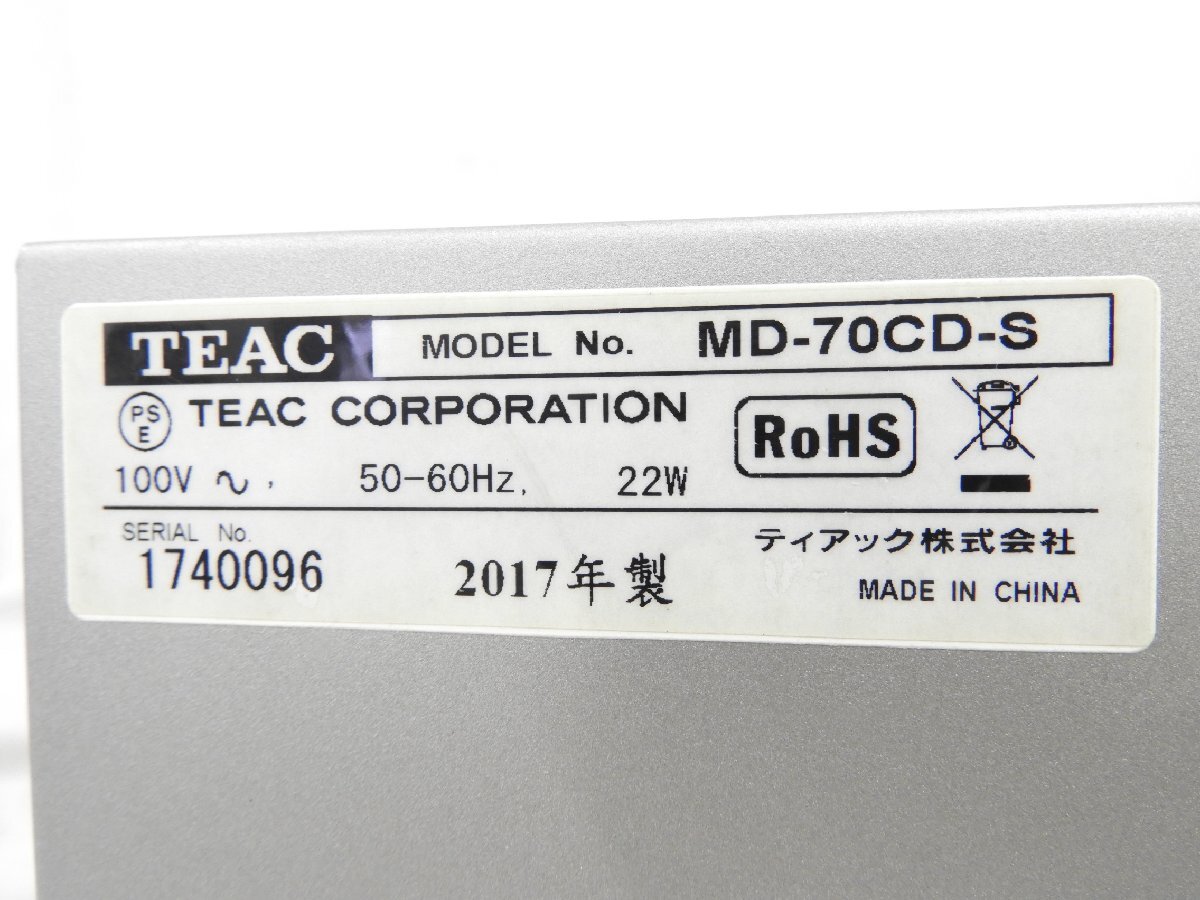 TEAC MODEL No. MD-70CD-S
PS E TEAC CORPORATION RoHS
100V ~, 50-60Hz, 22W
SERIAL No. ティアック株式会社
1740096 2017年製 MADE IN CHINA